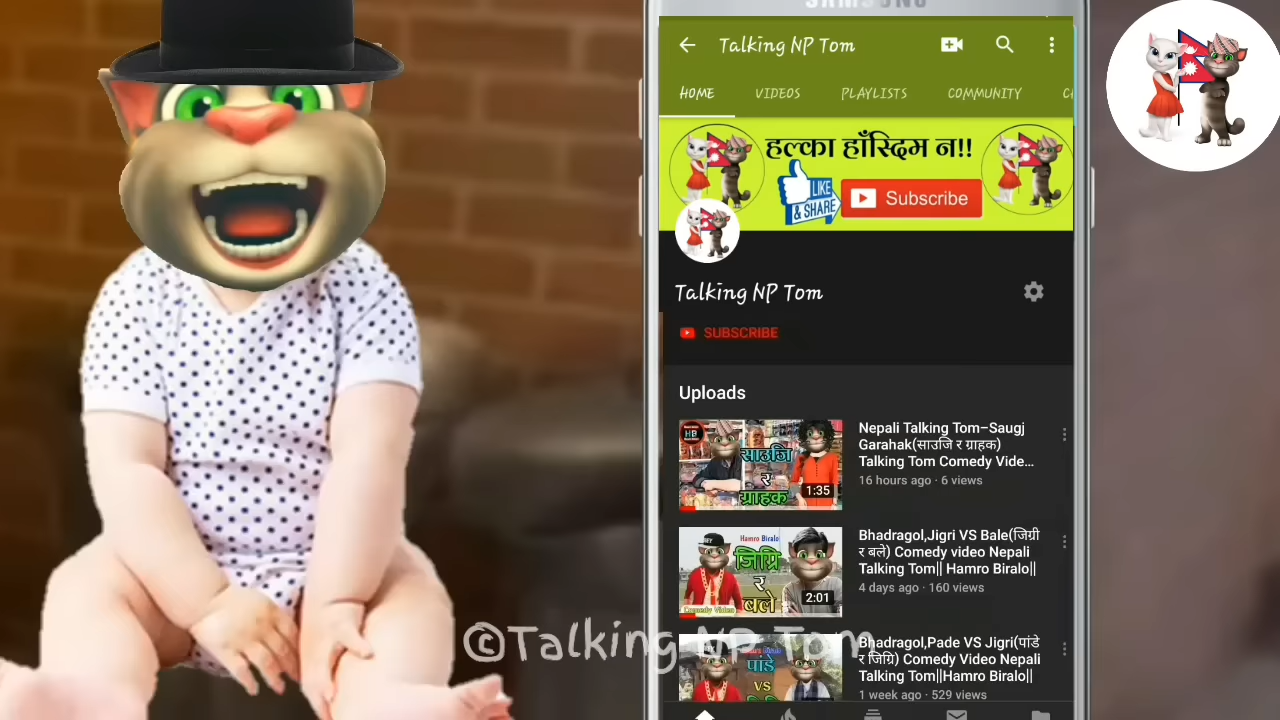 SAMSUNG
Talking NP Tom
HOME VIDEOS PLAYLISTS COMMUNITY
हल्का हाँस्दिम न!!
LIKE
& SHARE
Subscribe
Talking NP Tom
SUBSCRIBE
Uploads
Nepali Talking Tom–Saugj
Garahak(साउजि र ग्राहक)
Talking Tom Comedy Vide...
16 hours ago · 6 views
साउजि
र
ग्राहक
1:35
Bhadragol,Jigri VS Bale(जिग्री
र बले) Comedy video Nepali
Talking Tom|| Hamro Biralo||
4 days ago · 160 views
Hamro Biralo
जिग्रि
र
बले
Comedy Video
2:01
Bhadragol,Pade VS Jigri(पांडे
र जिग्रि) Comedy Video Nepali
Talking Tom||Hamro Biralo||
1 week ago · 529 views
पांडे
VS
©Talking NP Tom